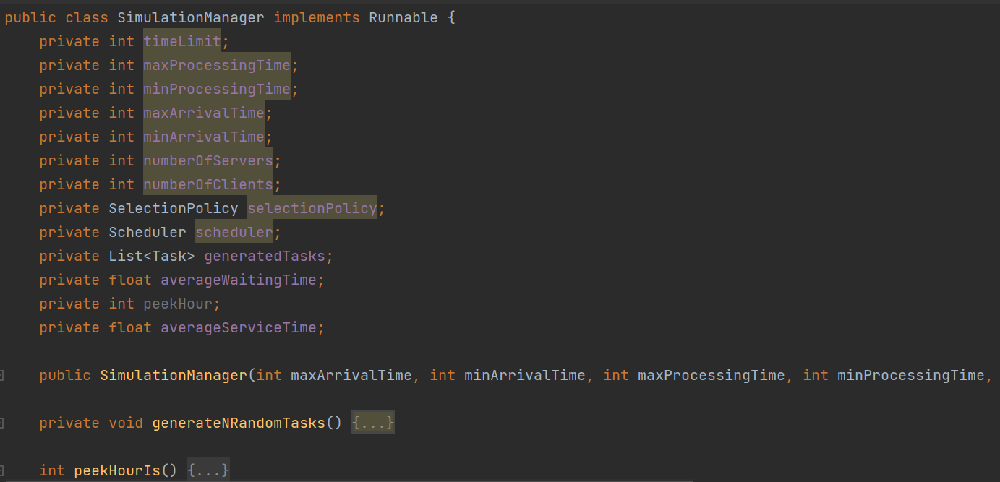 public class SimulationManager implements Runnable {
    private int timeLimit;
    private int maxProcessingTime;
    private int minProcessingTime;
    private int maxArrivalTime;
    private int minArrivalTime;
    private int numberOfServers;
    private int numberOfClients;
    private SelectionPolicy selectionPolicy;
    private Scheduler scheduler;
    private List<Task> generatedTasks;
    private float averageWaitingTime;
    private int peekHour;
    private float averageServiceTime;
    public SimulationManager(int maxArrivalTime, int minArrivalTime, int maxProcessingTime, int minProcessingTime,
    private void generateNRandomTasks() {...}
    int peekHourIs() {...}